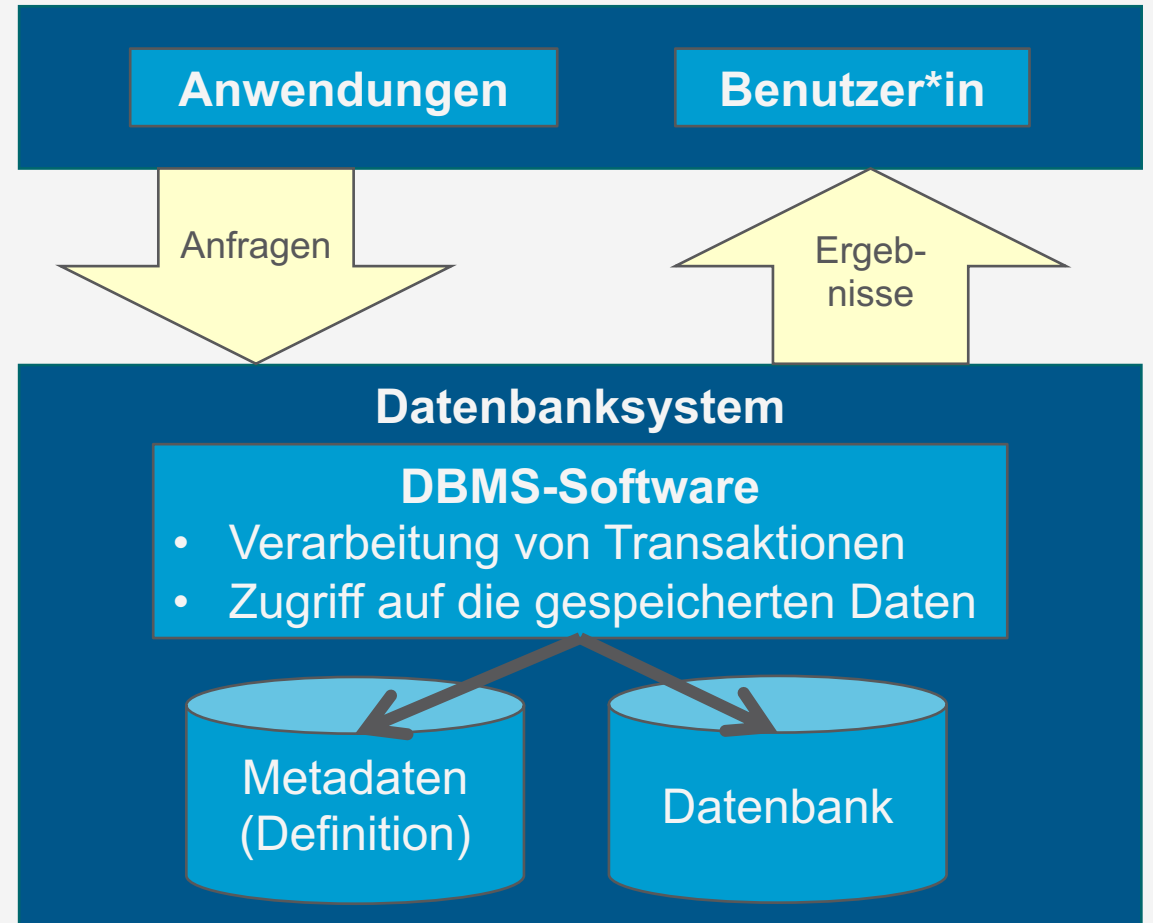 Anwendungen
Benutzer*in
Anfragen
Ergeb-
nisse
Datenbanksystem
DBMS-Software
• Verarbeitung von Transaktionen
• Zugriff auf die gespeicherten Daten
Metadaten
(Definition)
Datenbank